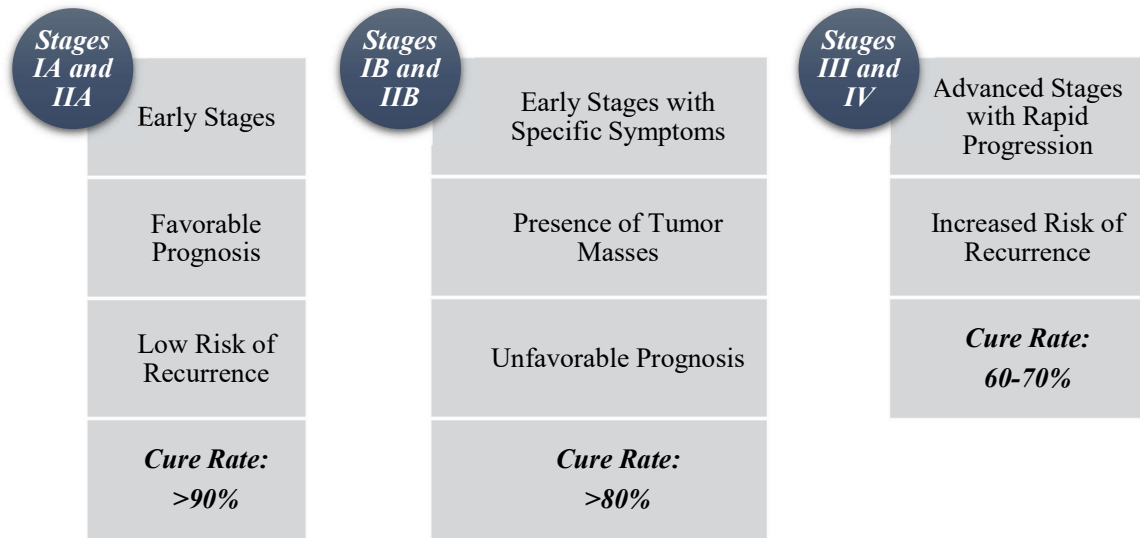 Stages
IA and
IIA
Early Stages
Favorable
Prognosis
Low Risk of
Recurrence
Cure Rate:
>90%
Stages
IB and
IIB
Early Stages with
Specific Symptoms
Presence of Tumor
Masses
Unfavorable Prognosis
Cure Rate:
>80%
Stages
III and
IV
Advanced Stages
with Rapid
Progression
Increased Risk of
Recurrence
Cure Rate:
60-70%